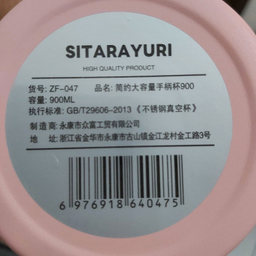 SITARAYURI
HIGH QUALITY PRODUCT
货号: ZF-047 品名: 简约大容量手柄杯900
容量: 900ML
执行标准: GB/T29606-2013《不锈钢真空杯》
制造商: 永康市众富工贸有限公司
地 址: 浙江省金华市永康市古山镇金江龙村金工路3号
6 976918 640475